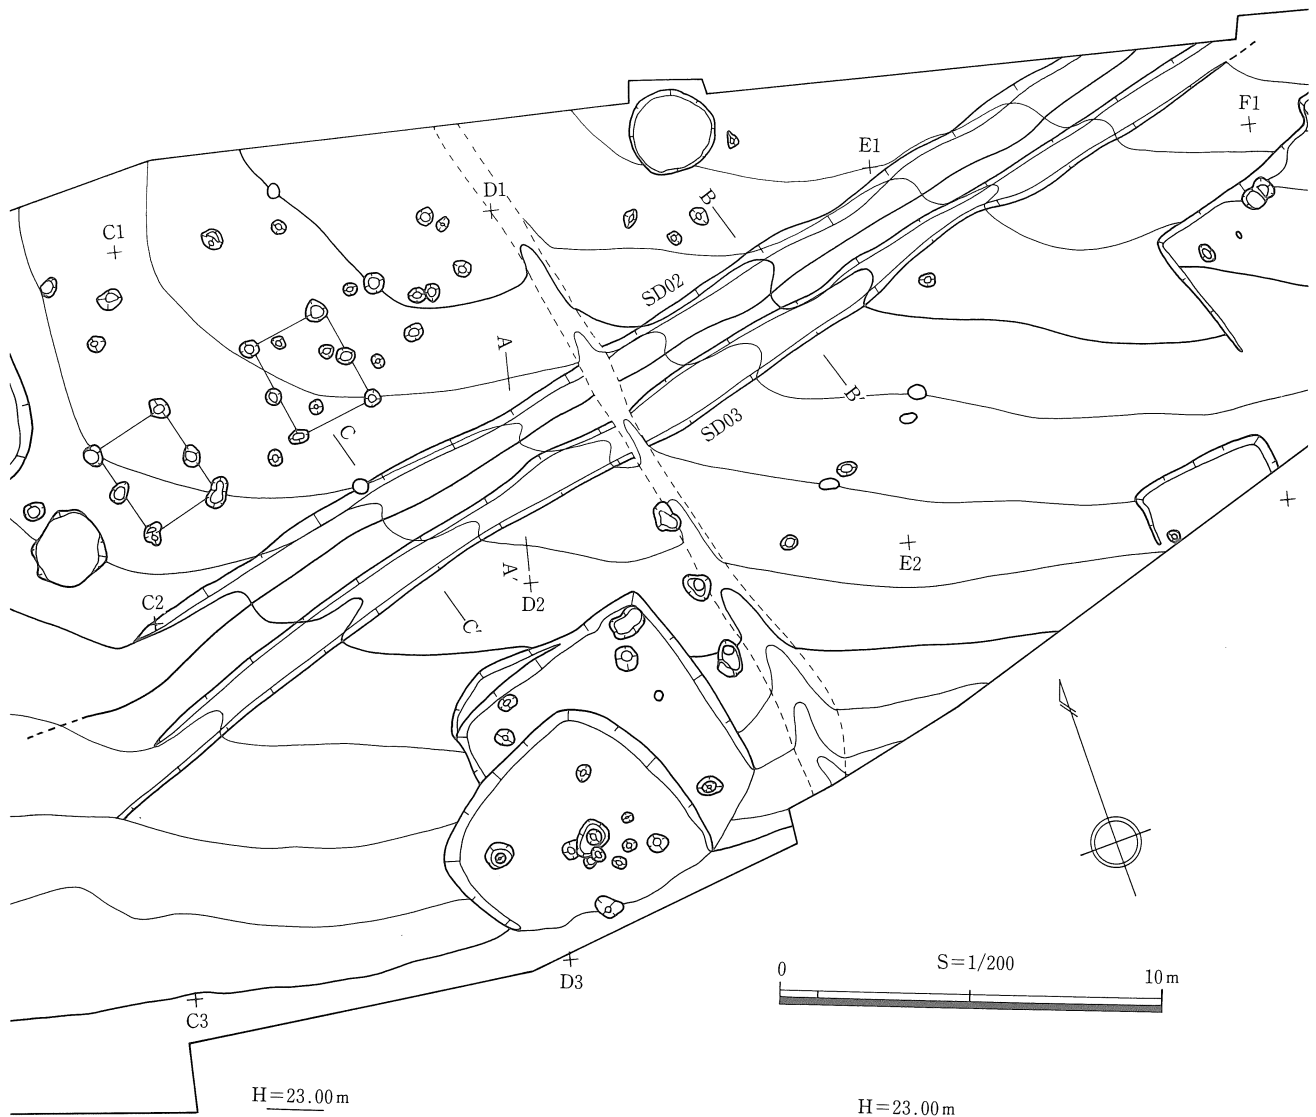 F1
E1
D1
B
C1
SD02
A
B′
SD03
C
E2
A′
D2
C2
C′
S=1/200
0
10m
D3
C3
H=23.00m
H=23.00m